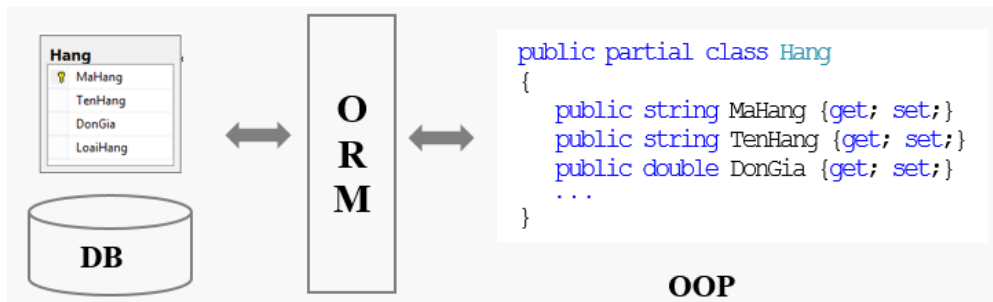 Hang
MaHang
TenHang
DonGia
LoaiHang
DB
O
R
M
public partial class Hang
{
public string MaHang {get; set;}
public string TenHang {get; set;}
public double DonGia {get; set;}
...
}
OOP